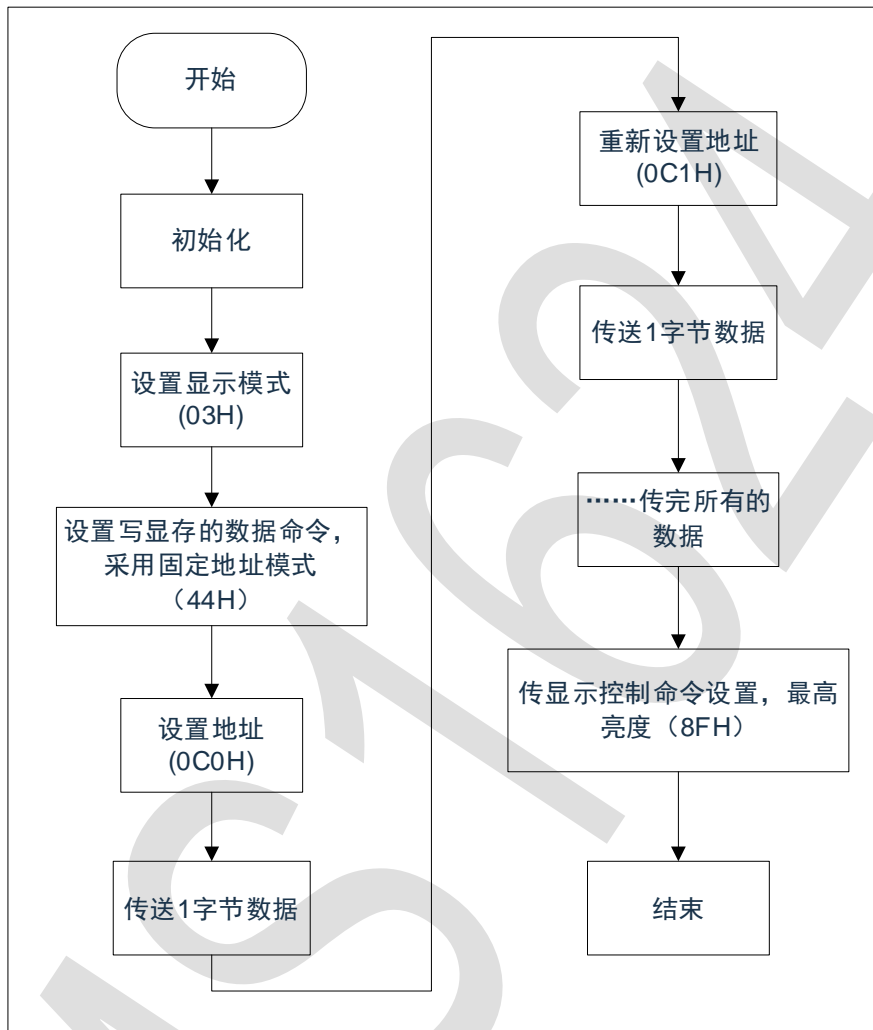 开始
初始化
设置显示模式
(03H)
设置写显存的数据命令，
采用固定地址模式
（44H）
设置地址
(0C0H)
传送1字节数据
重新设置地址
(0C1H)
传送1字节数据
……传完所有的
数据
传显示控制命令设置，最高
亮度（8FH）
结束